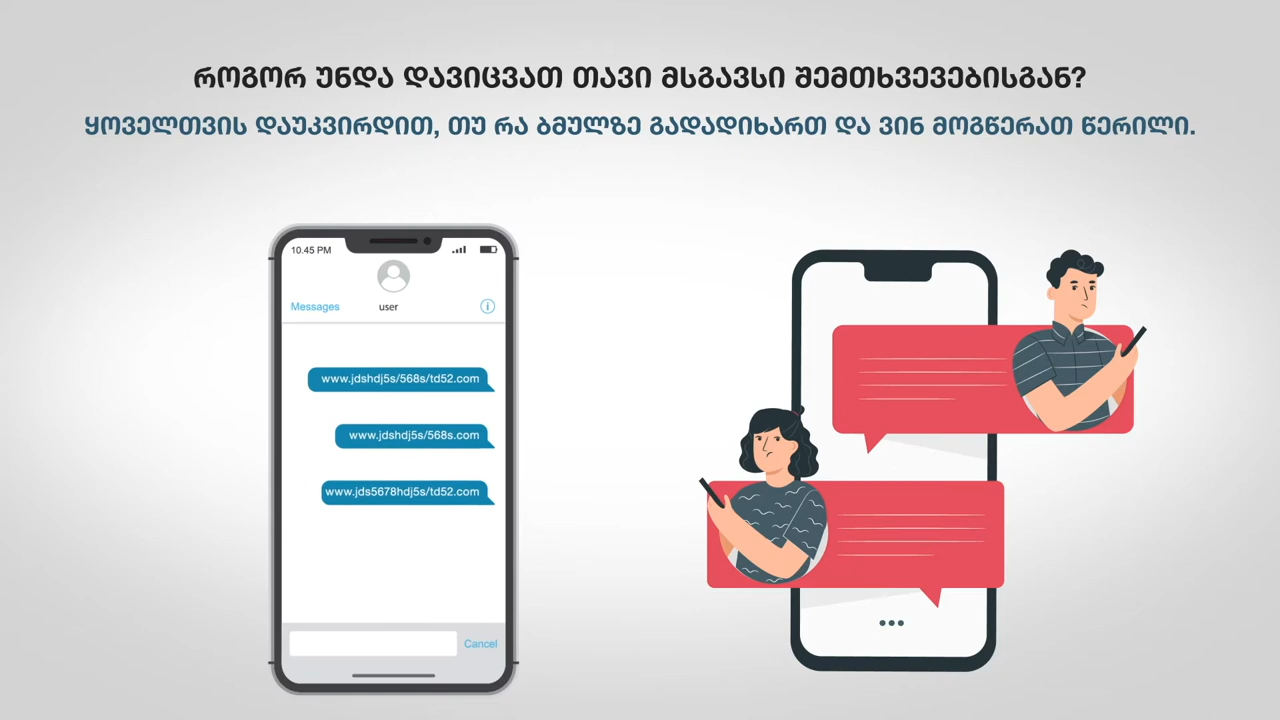 როგორ უნდა დავიცვათ თავი მსგავსი შემთხვევებისგან?
ყოველთვის დაუკვირდით, თუ რა ბმულზე გადადიხართ და ვინ მოგწერათ წერილი.
10.45 PM
Messages
user
i
www.jdshdj5s/568s/td52.com
www.jdshdj5s/568s.com
www.jds5678hdj5s/td52.com
Cancel